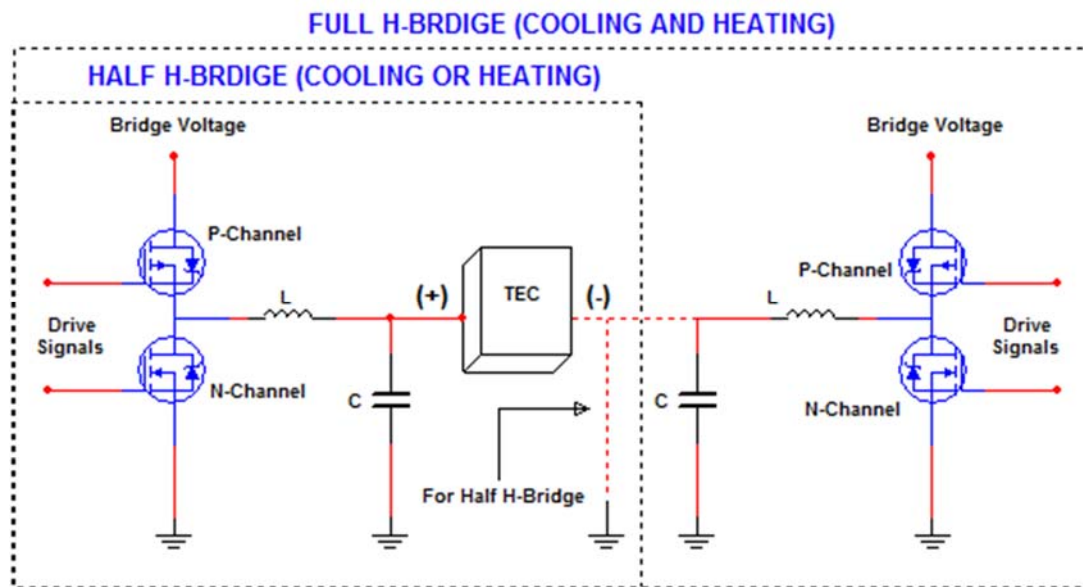 FULL H-BRDIGE (COOLING AND HEATING)
HALF H-BRDIGE (COOLING OR HEATING)
Bridge Voltage
Bridge Voltage
P-Channel
P-Channel
L
(+)
TEC
(-)
L
Drive
Signals
Drive
Signals
N-Channel
N-Channel
C
C
For Half H-Bridge